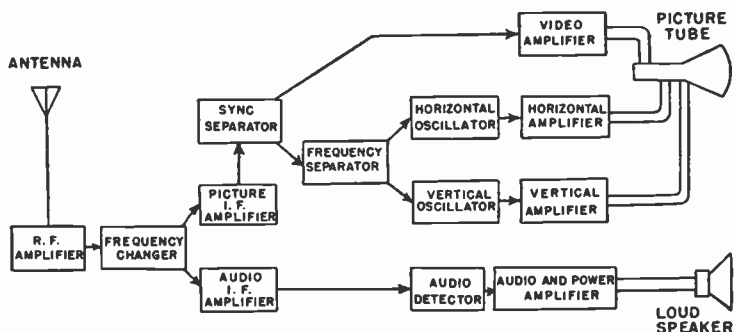 VIDEO
AMPLIFIER
PICTURE
TUBE
ANTENNA
SYNC
SEPARATOR
HORIZONTAL
OSCILLATOR
HORIZONTAL
AMPLIFIER
FREQUENCY
SEPARATOR
PICTURE
I. F.
AMPLIFIER
VERTICAL
OSCILLATOR
VERTICAL
AMPLIFIER
R. F.
AMPLIFIER
FREQUENCY
CHANGER
AUDIO
I. F.
AMPLIFIER
AUDIO
DETECTOR
AUDIO AND POWER
AMPLIFIER
LOUD
SPEAKER